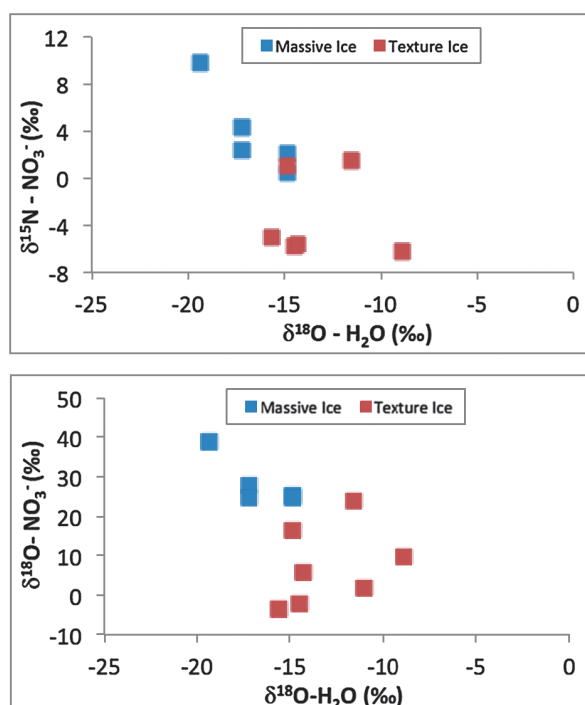 12
8
4
0
-4
-8
δ¹⁵N - NO₃⁻ (‰)
Massive Ice Texture Ice
-25 -20 -15 -10 -5 0
δ¹⁸O - H₂O (‰)
50
40
30
20
10
0
-10
δ¹⁸O- NO₃⁻ (‰)
Massive Ice Texture Ice
-25 -20 -15 -10 -5 0
δ¹⁸O-H₂O (‰)